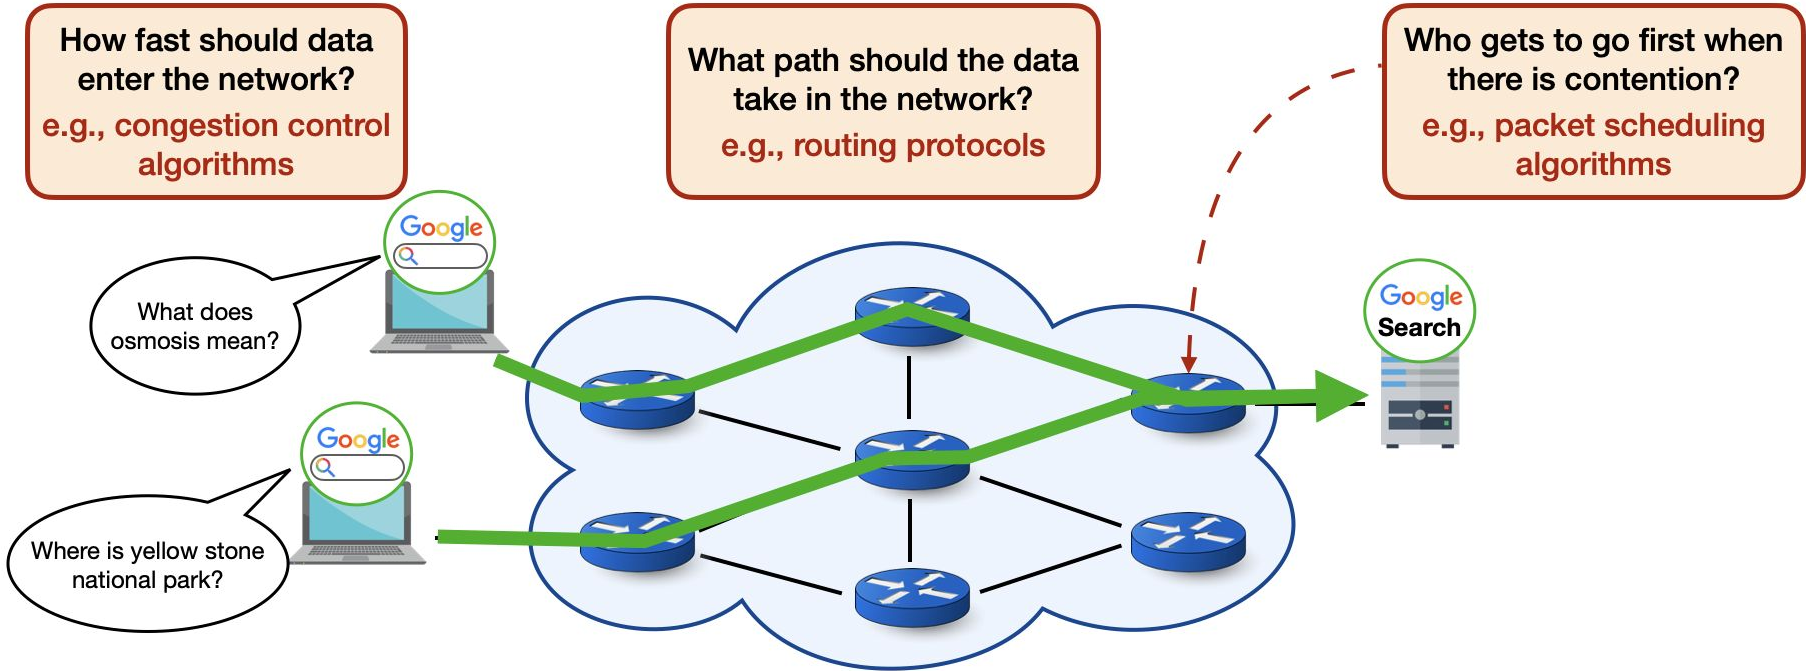 How fast should data
enter the network?
e.g., congestion control
algorithms
What path should the data
take in the network?
e.g., routing protocols
Who gets to go first when
there is contention?
e.g., packet scheduling
algorithms
Google
What does
osmosis mean?
Google
Search
Google
Where is yellow stone
national park?